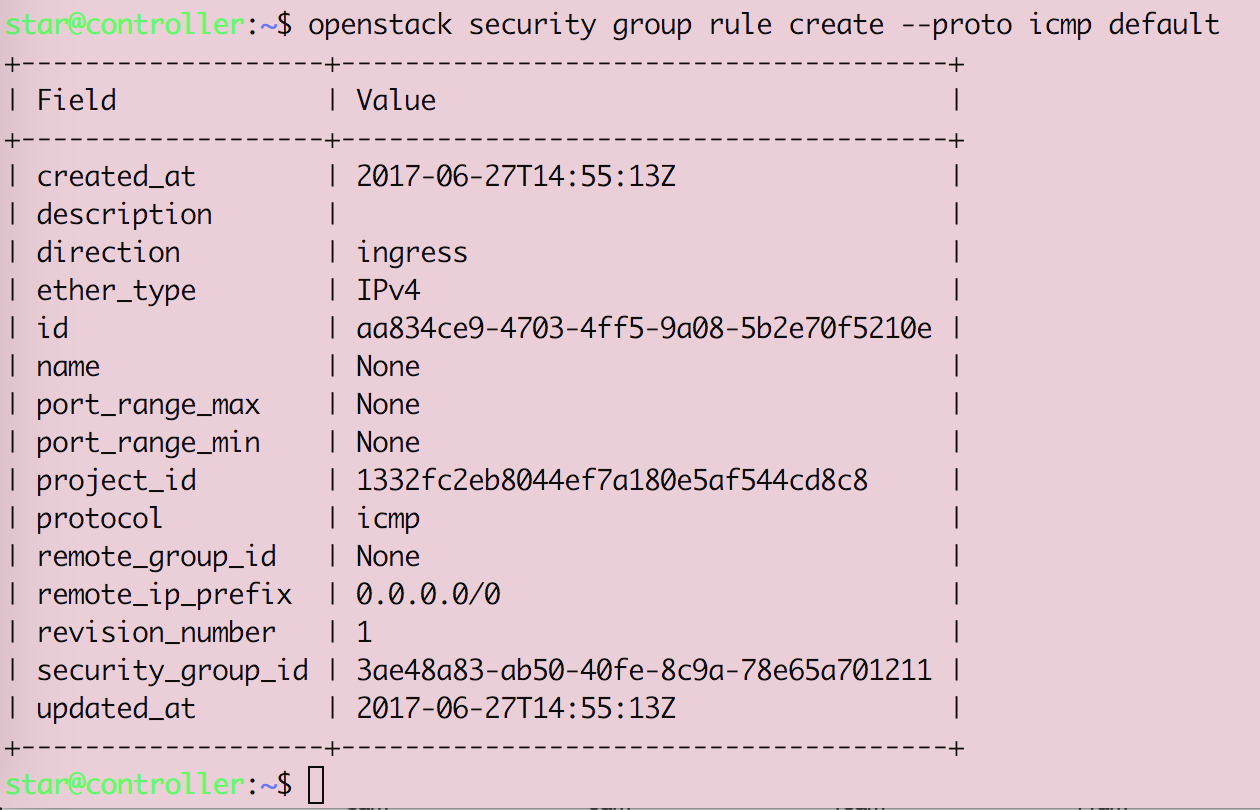 star@controller:~$ openstack security group rule create --proto icmp default
+-------------------+--------------------------------------+
| Field             | Value                                |
+-------------------+--------------------------------------+
| created_at        | 2017-06-27T14:55:13Z                 |
| description       |                                      |
| direction         | ingress                              |
| ether_type        | IPv4                                 |
| id                | aa834ce9-4703-4ff5-9a08-5b2e70f5210e |
| name              | None                                 |
| port_range_max    | None                                 |
| port_range_min    | None                                 |
| project_id        | 1332fc2eb8044ef7a180e5af544cd8c8     |
| protocol          | icmp                                 |
| remote_group_id   | None                                 |
| remote_ip_prefix  | 0.0.0.0/0                            |
| revision_number   | 1                                    |
| security_group_id | 3ae48a83-ab50-40fe-8c9a-78e65a701211 |
| updated_at        | 2017-06-27T14:55:13Z                 |
+-------------------+--------------------------------------+
star@controller:~$